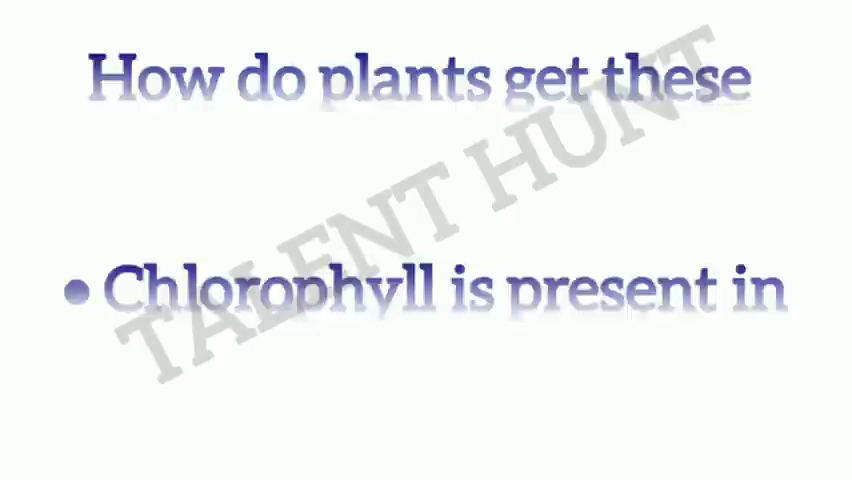 How do plants get these
• Chlorophyll is present in
TALENT HUNT